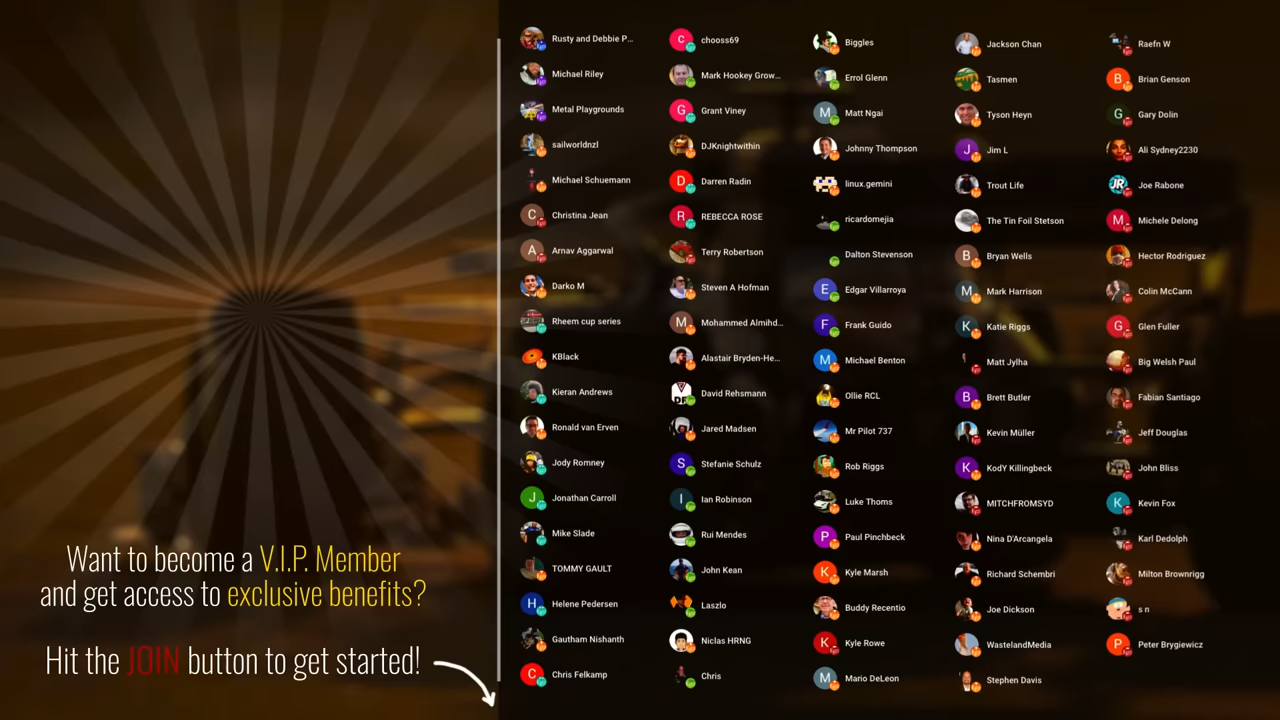 Want to become a V.I.P. Member
and get access to exclusive benefits?
Hit the JOIN button to get started!
Rusty and Debbie P...
Michael Riley
Metal Playgrounds
sailworldnzl
Michael Schuemann
C Christina Jean
A Arnav Aggarwal
Darko M
Rheem cup series
KBlack
Kieran Andrews
Ronald van Erven
Jody Romney
J Jonathan Carroll
Mike Slade
TOMMY GAULT
H Helene Pedersen
Gautham Nishanth
C Chris Felkamp
C chooss69
Mark Hookey Grow...
G Grant Viney
DJKnightwithin
D Darren Radin
R REBECCA ROSE
Terry Robertson
Steven A Hofman
M Mohammed Almihd...
Alastair Bryden-He...
David Rehsmann
Jared Madsen
S Stefanie Schulz
I Ian Robinson
Rui Mendes
John Kean
Laszlo
Niclas HRNG
Chris
Biggles
Errol Glenn
M Matt Ngai
Johnny Thompson
linux.gemini
ricardomejia
Dalton Stevenson
E Edgar Villarroya
F Frank Guido
M Michael Benton
Ollie RCL
Mr Pilot 737
Rob Riggs
Luke Thoms
P Paul Pinchbeck
K Kyle Marsh
Buddy Recentio
K Kyle Rowe
M Mario DeLeon
Jackson Chan
Tasmen
Tyson Heyn
J Jim L
Trout Life
The Tin Foil Stetson
B Bryan Wells
M Mark Harrison
K Katie Riggs
Matt Jylha
B Brett Butler
Kevin Müller
K KodY Killingbeck
MITCHFROMSYD
Nina D'Arcangela
Richard Schembri
Joe Dickson
WastelandMedia
Stephen Davis
Raefn W
B Brian Genson
G Gary Dolin
Ali Sydney2230
JR Joe Rabone
M Michele Delong
Hector Rodriguez
Colin McCann
G Glen Fuller
Big Welsh Paul
Fabian Santiago
Jeff Douglas
John Bliss
K Kevin Fox
Karl Dedolph
Milton Brownrigg
s n
Peter Brygiewicz